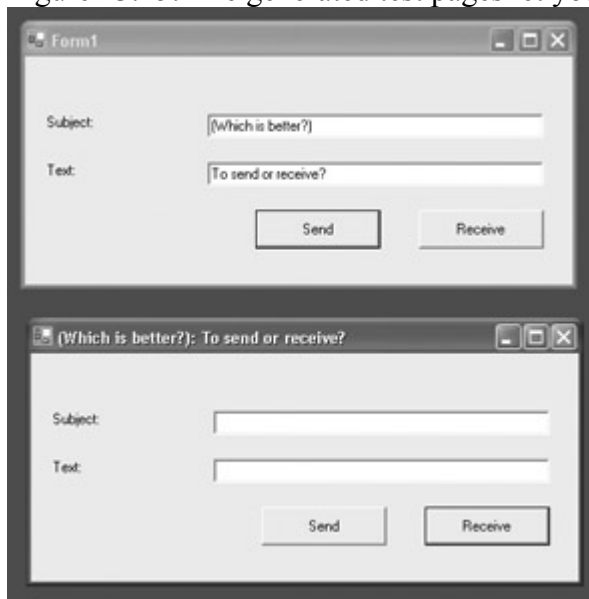 Form1
Subject: (Which is better?)
Text: To send or receive?
Send Receive
(Which is better?): To send or receive?
Subject:
Text:
Send Receive